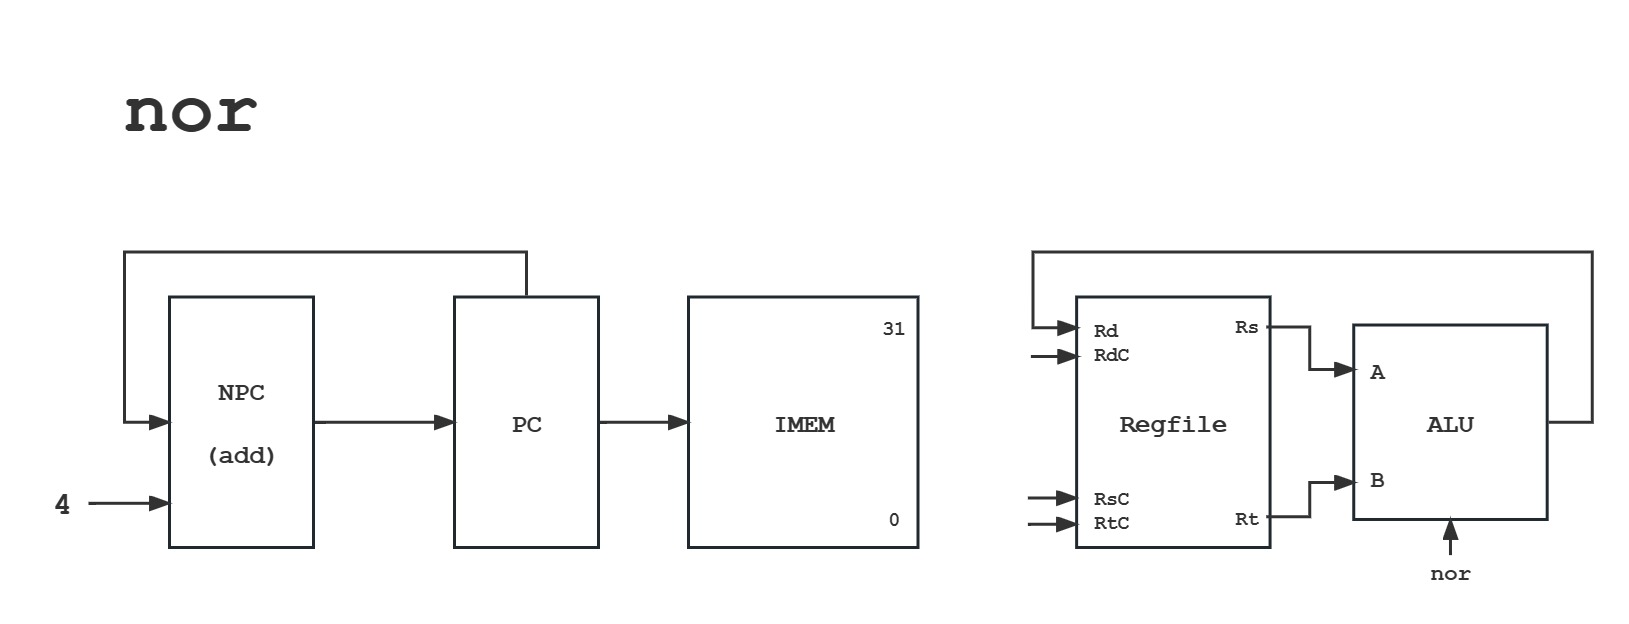 nor
NPC
(add)
4
PC
IMEM
31
0
Rd
RdC
Rs
Regfile
RsC
RtC
Rt
A
ALU
B
nor